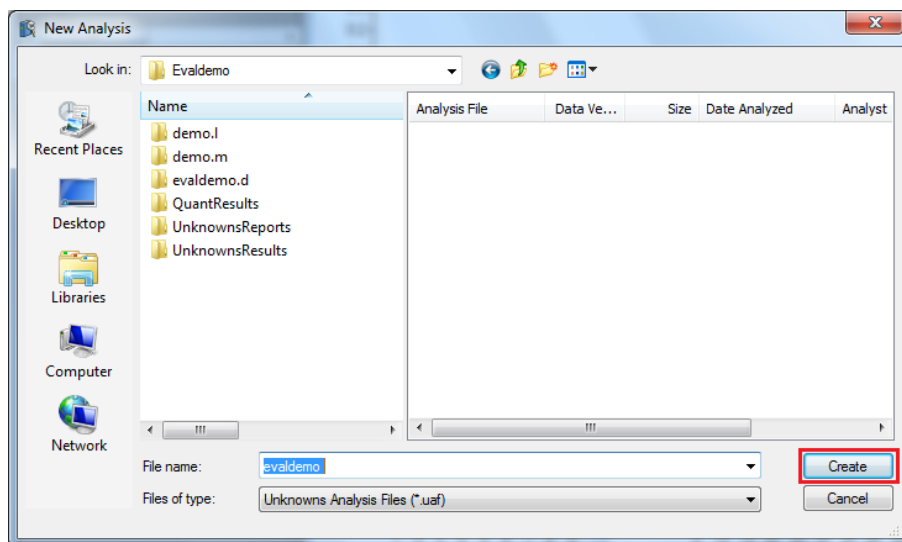 New Analysis
Look in: Evaldemo
Name
Analysis File Data Ve... Size Date Analyzed Analyst
demo.l
demo.m
evaldemo.d
QuantResults
UnknownsReports
UnknownsResults
Recent Places
Desktop
Libraries
Computer
Network
File name: evaldemo Create
Files of type: Unknowns Analysis Files (*.uaf) Cancel